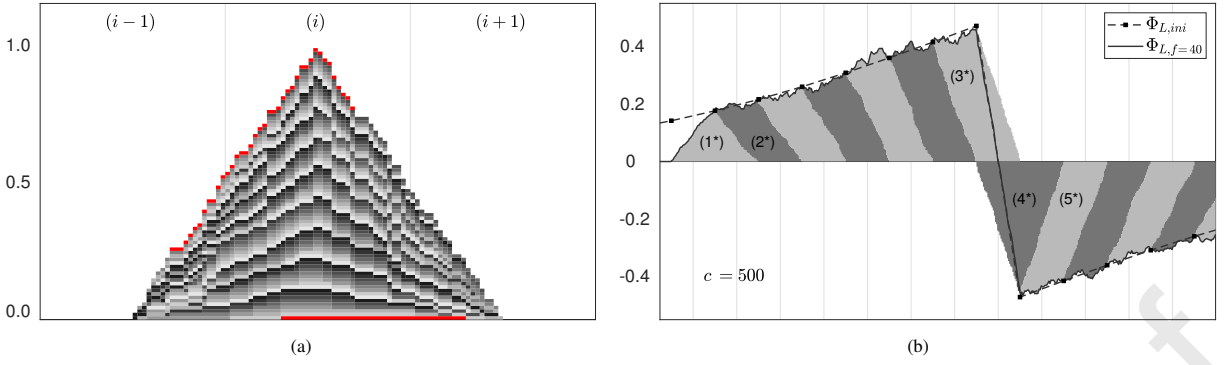 (i − 1) (i) (i + 1)
1.0
0.5
0.0
(a)
0.4
0.2
0
-0.2
-0.4
Φ_{L,ini}
Φ_{L,f=40}
(3*)
(1*) (2*)
(4*) (5*)
c = 500
(b)
f